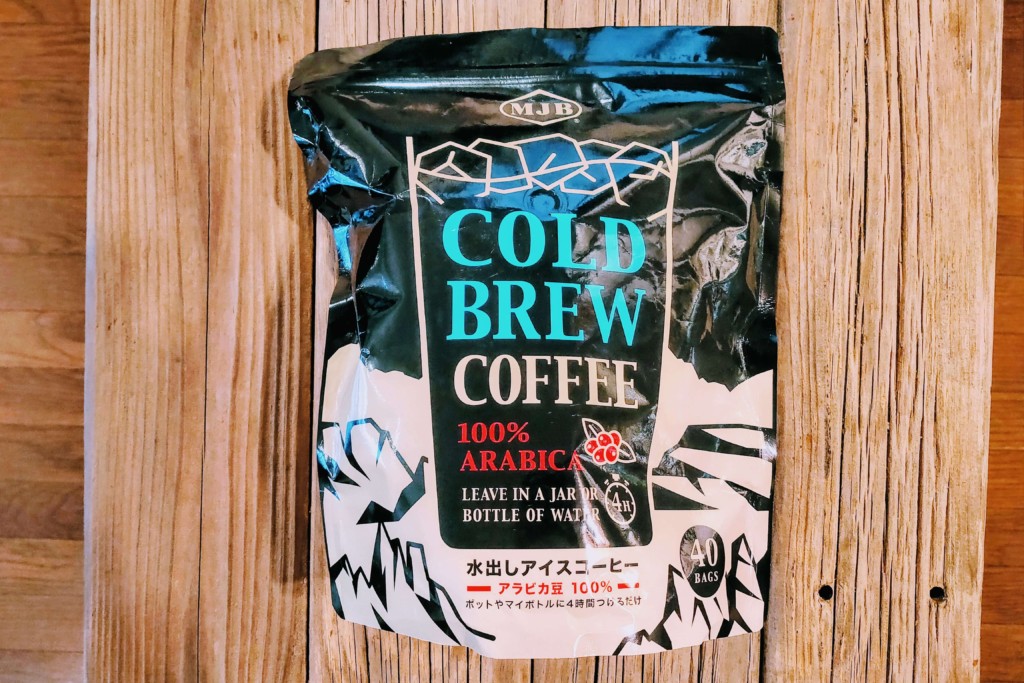 MJB
COLD
BREW
COFFEE
100%
ARABICA
LEAVE IN A JAR OR
BOTTLE OF WATER
4H
水出しアイスコーヒー
アラビカ豆 100%
ポットやマイボトルに4時間つけるだけ
40
BAGS